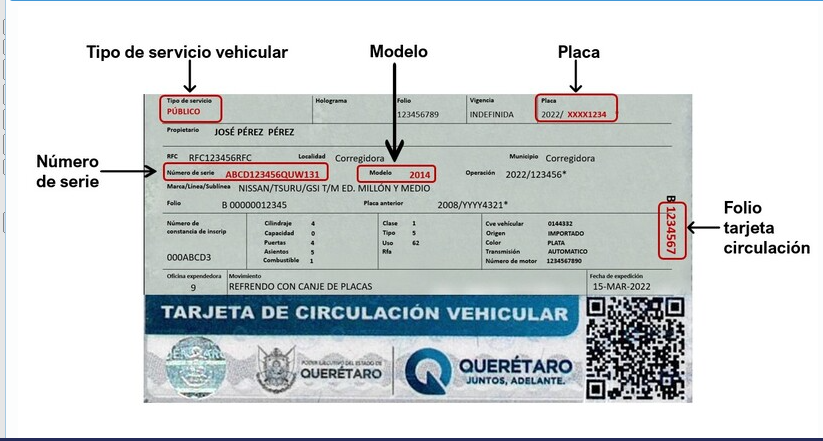 Tipo de servicio vehicular
Modelo
Placa
Tipo de servicio
PÚBLICO
Holograma
Folio
123456789
Vigencia
INDEFINIDA
Placa
2022/ XXXX1234
Propietario JOSÉ PÉREZ PÉREZ
RFC RFC123456RFC Localidad Corregidora Municipio Corregidora
Número de serie ABCD123456QUW131 Modelo 2014 Operación 2022/123456*
Marca/Linea/Sublinea NISSAN/TSURU/GSI T/M ED. MILLÓN Y MEDIO
Folio B 00000012345 Placa anterior 2008/YYYY4321*
Número
de serie
Número de
constancia de inscrip
000ABCD3
Cilindraje 4
Capacidad 0
Puertas 4
Asientos 5
Combustible 1
Clase 1
Tipo 5
Uso 62
Rfa
Cve vehícular 0144332
Origen IMPORTADO
Color PLATA
Transmisión AUTOMATICO
Número de motor 1234567890
B 1234567
Folio
tarjeta
circulación
Oficina expendedora
9
Movimiento
REFRENDO CON CANJE DE PLACAS
Fecha de expedición
15-MAR-2022
TARJETA DE CIRCULACIÓN VEHICULAR
PODER EJECUTIVO DEL ESTADO DE
QUERÉTARO
QUERÉTARO
JUNTOS, ADELANTE.